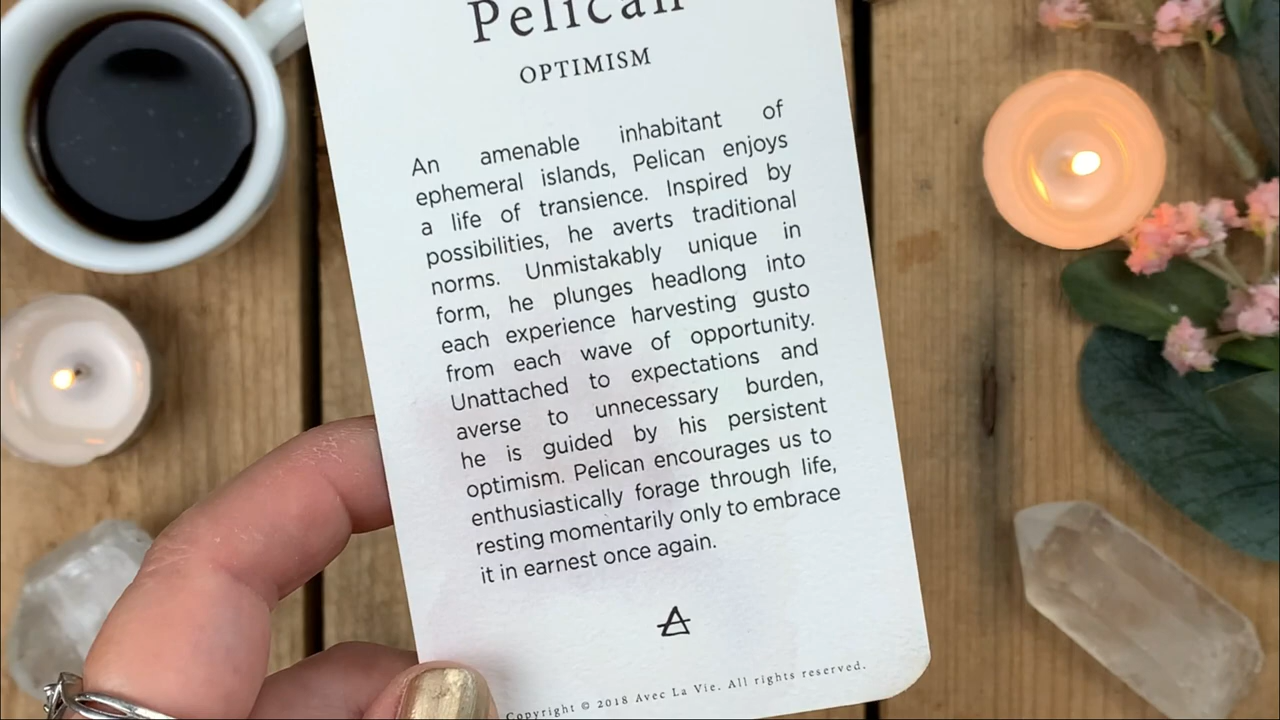 Pelican
OPTIMISM
An amenable inhabitant of
ephemeral islands, Pelican enjoys
a life of transience. Inspired by
possibilities, he averts traditional
norms. Unmistakably unique in
form, he plunges headlong into
each experience harvesting gusto
from each wave of opportunity.
Unattached to expectations and
averse to unnecessary burden,
he is guided by his persistent
optimism. Pelican encourages us to
enthusiastically forage through life,
resting momentarily only to embrace
it in earnest once again.
Copyright © 2018 Avec La Vie. All rights reserved.